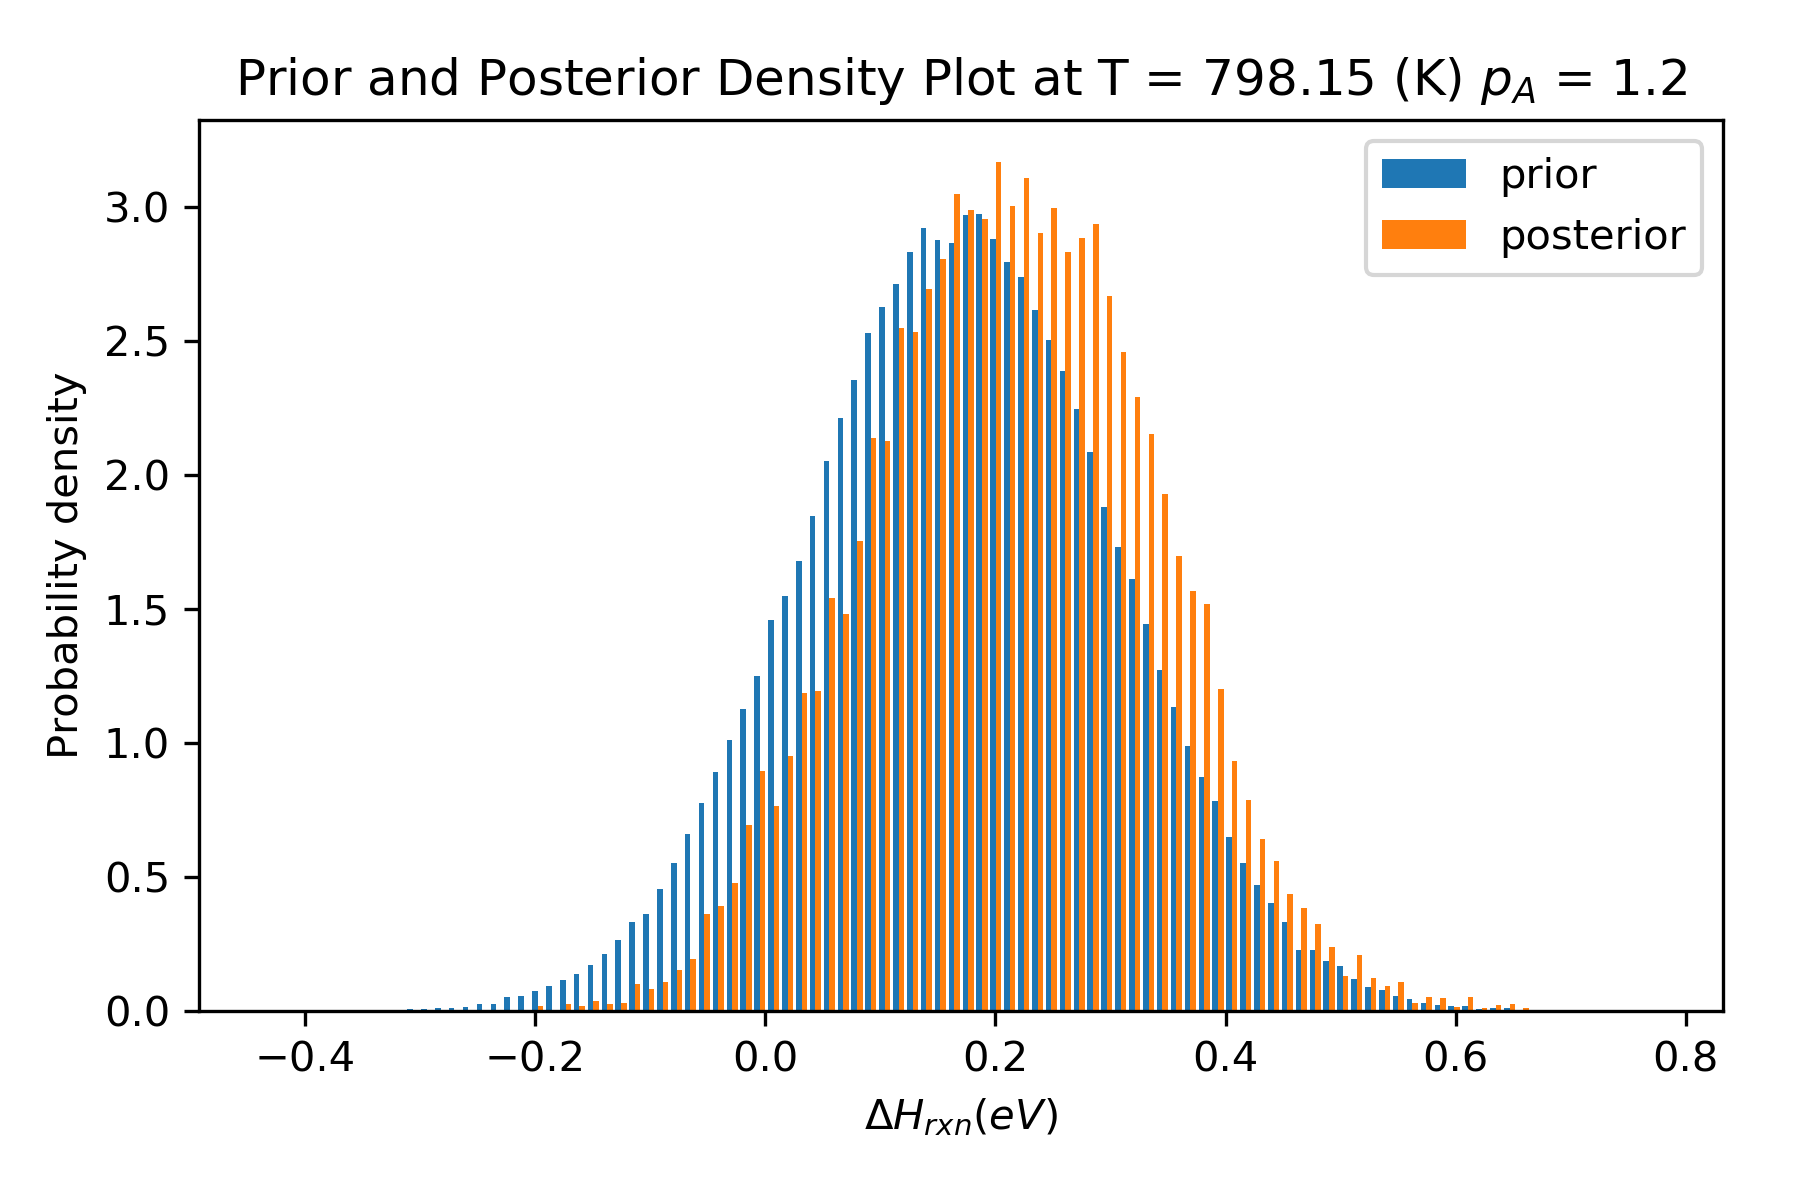 Prior and Posterior Density Plot at T = 798.15 (K) p_A = 1.2
prior
posterior
Probability density
3.0
2.5
2.0
1.5
1.0
0.5
0.0
−0.4 −0.2 0.0 0.2 0.4 0.6 0.8
ΔH_rxn(eV)